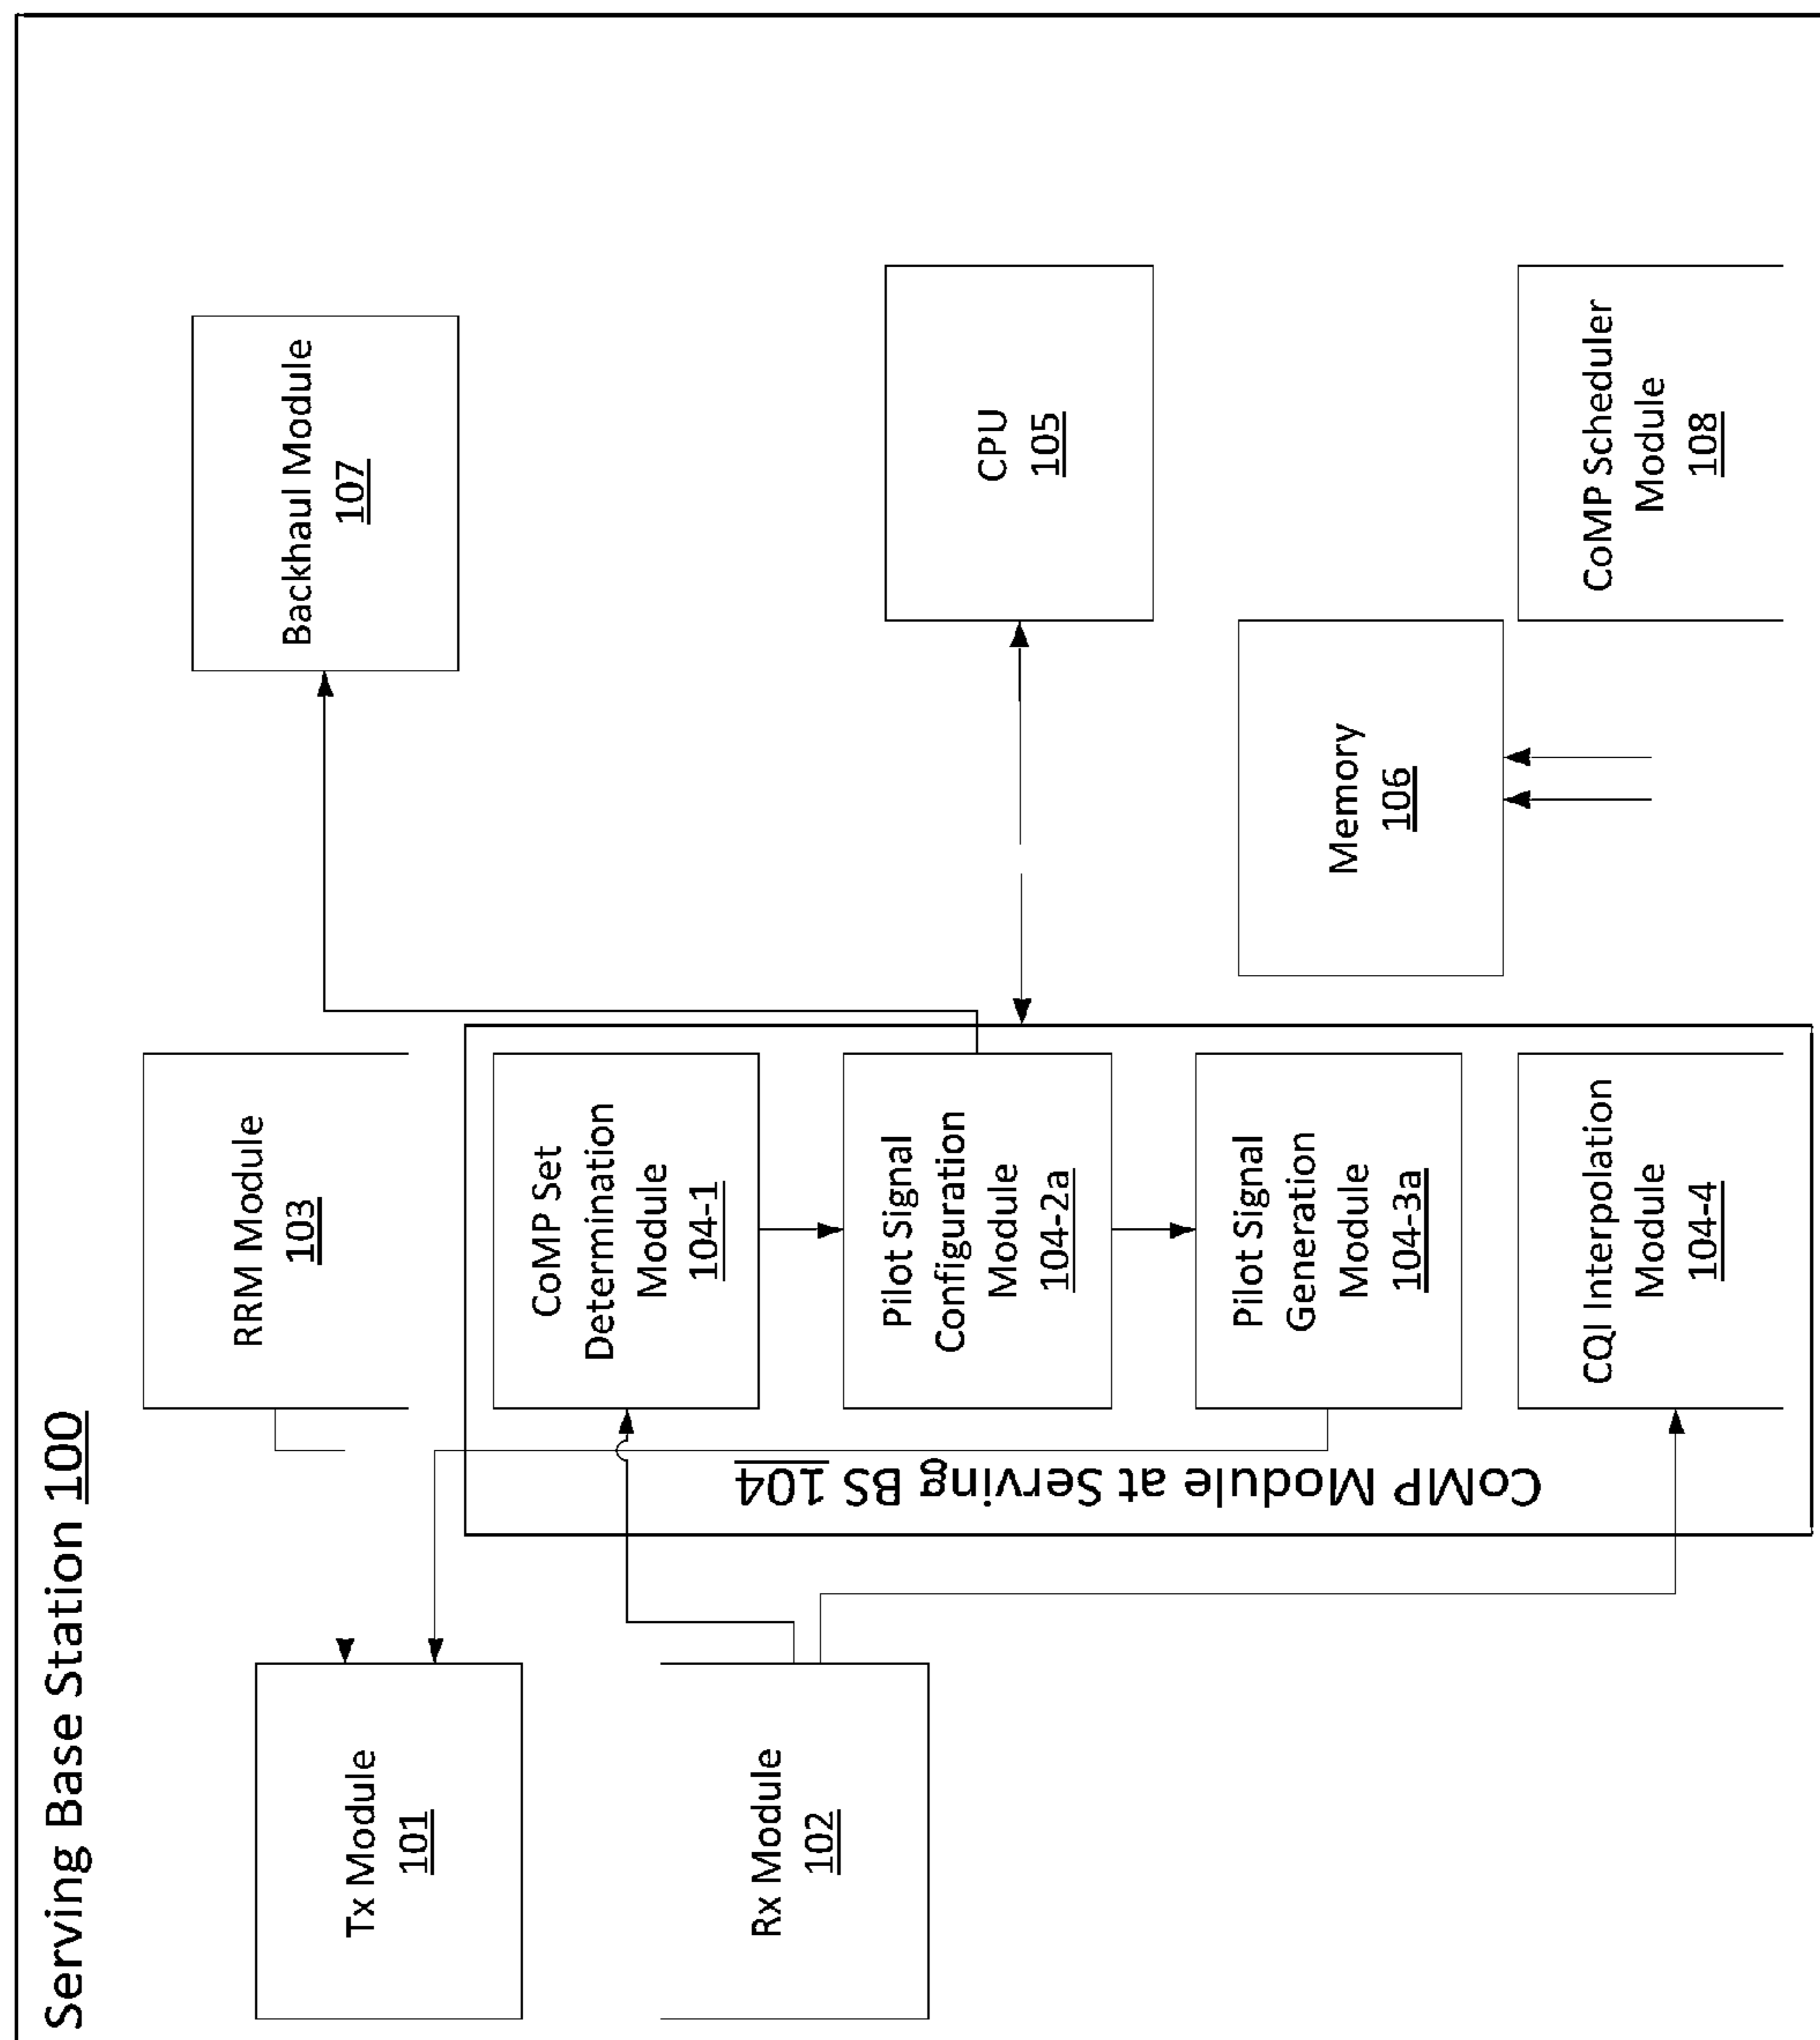 Serving Base Station 100
Tx Module
101
Rx Module
102
RRM Module
103
CoMP Module at Serving BS 104
CoMP Set
Determination
Module
104-1
Pilot Signal
Configuration
Module
104-2a
Pilot Signal
Generation
Module
104-3a
CQI Interpolation
Module
104-4
Backhaul Module
107
CPU
105
Memory
106
CoMP Scheduler
Module
108